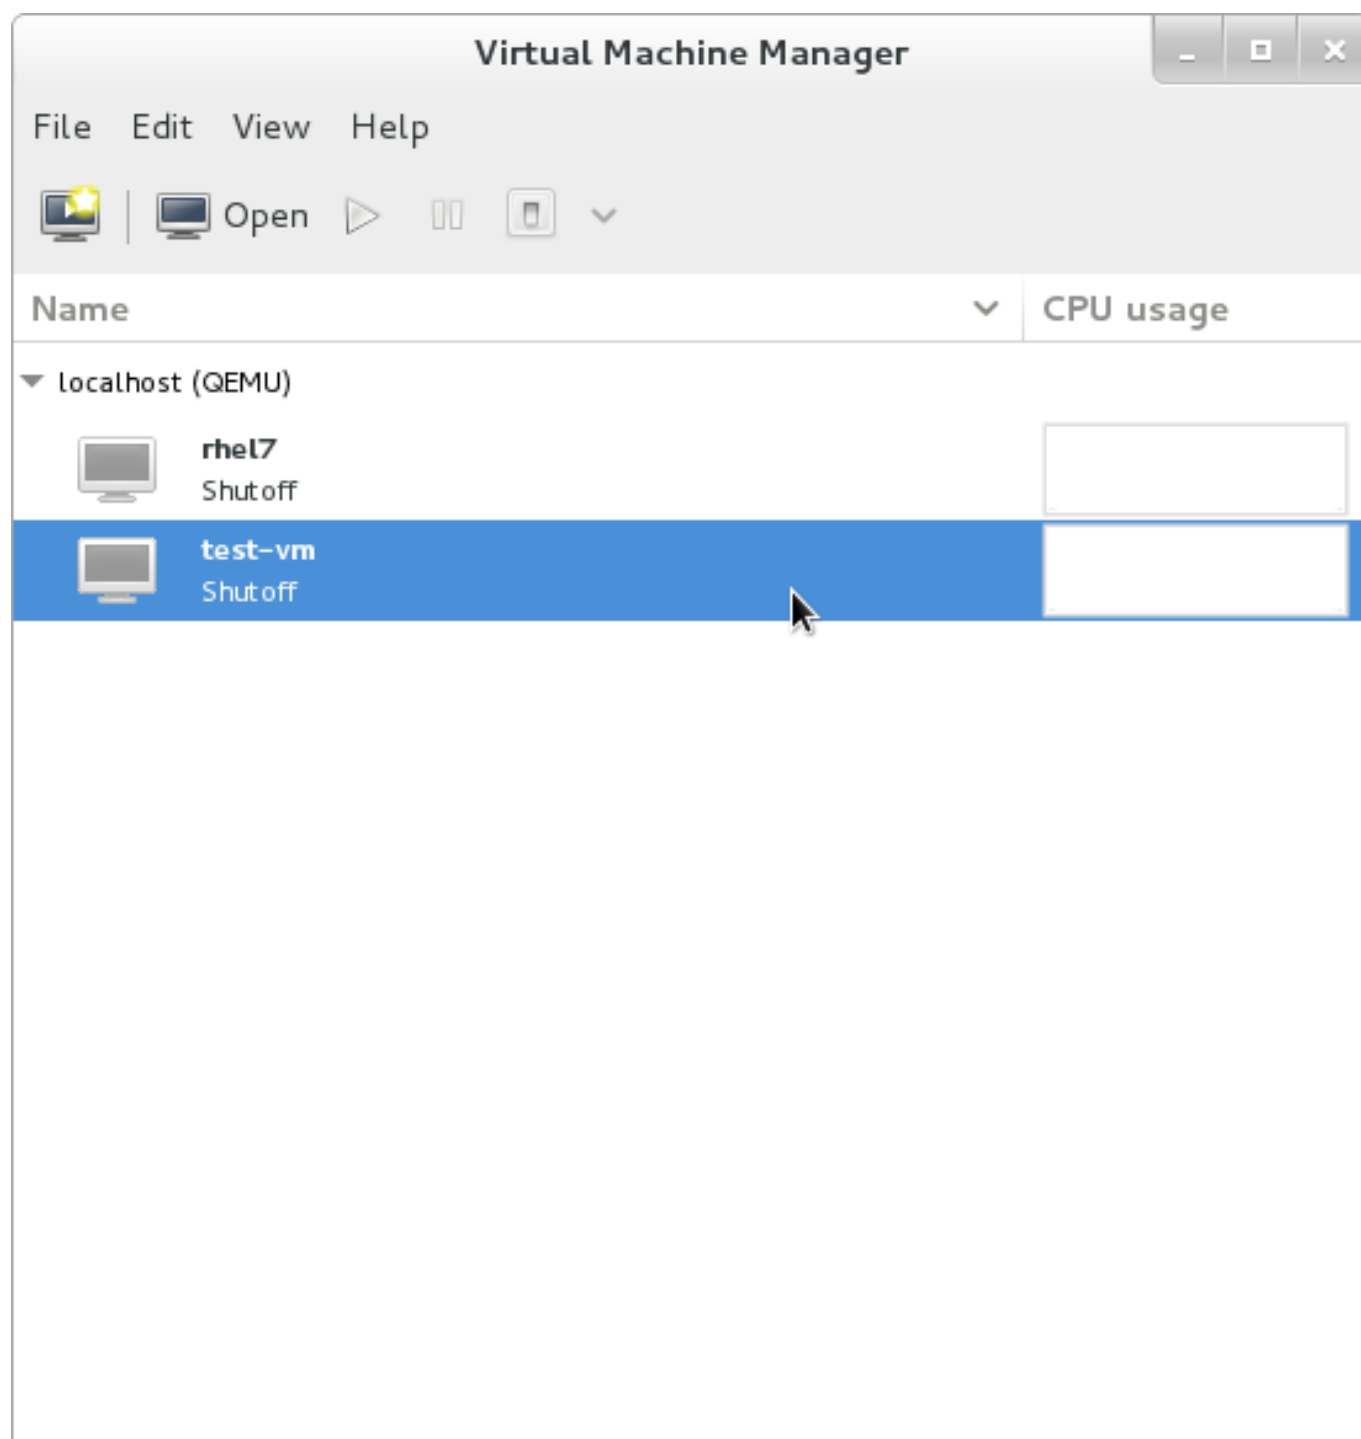 Virtual Machine Manager
File Edit View Help
Open
Name CPU usage
localhost (QEMU)
rhel7
Shutoff
test-vm
Shutoff